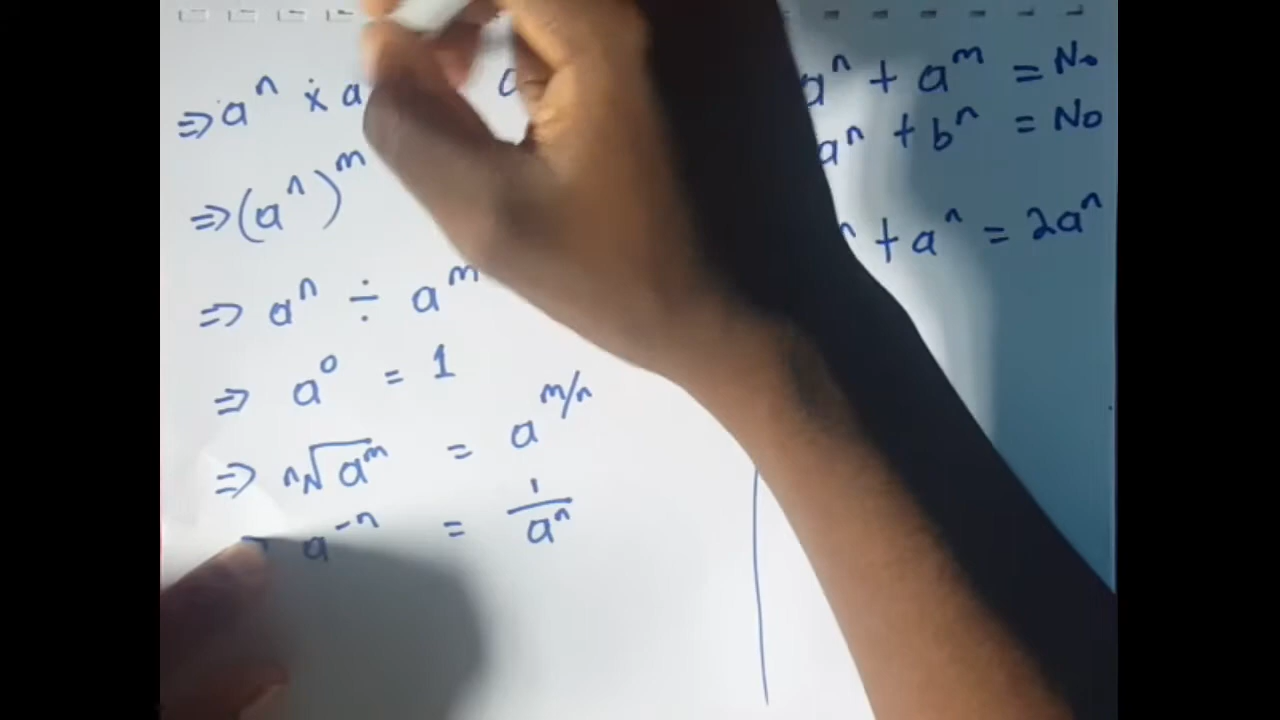 ⇒ aⁿ × a
⇒ (aⁿ)ᵐ
⇒ aⁿ ÷ aᵐ
⇒ a⁰ = 1
⇒ ⁿ√aᵐ = a^m/n
a⁻ⁿ = 1/aⁿ
aⁿ + aᵐ = No
aⁿ + bⁿ = No
ⁿ + aⁿ = 2aⁿ